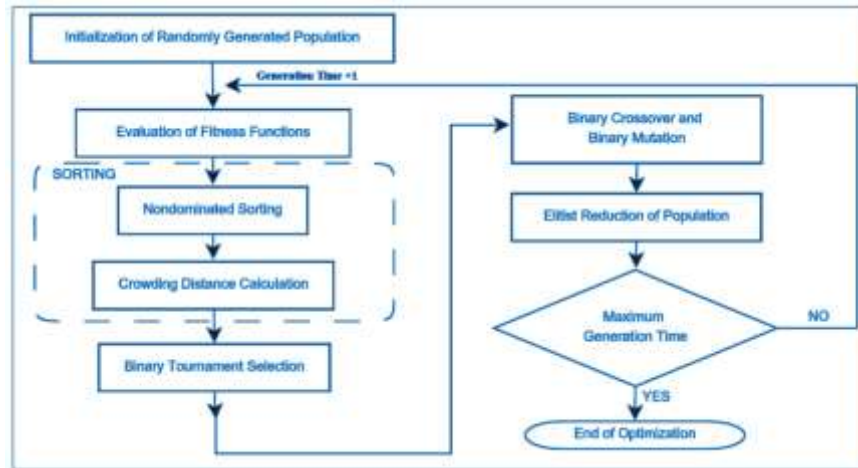 Initialization of Randomly Generated Population
Generation Time +1
Evaluation of Fitness Functions
SORTING
Nondominated Sorting
Crowding Distance Calculation
Binary Tournament Selection
Binary Crossover and
Binary Mutation
Elitist Reduction of Population
Maximum
Generation Time
NO
YES
End of Optimization